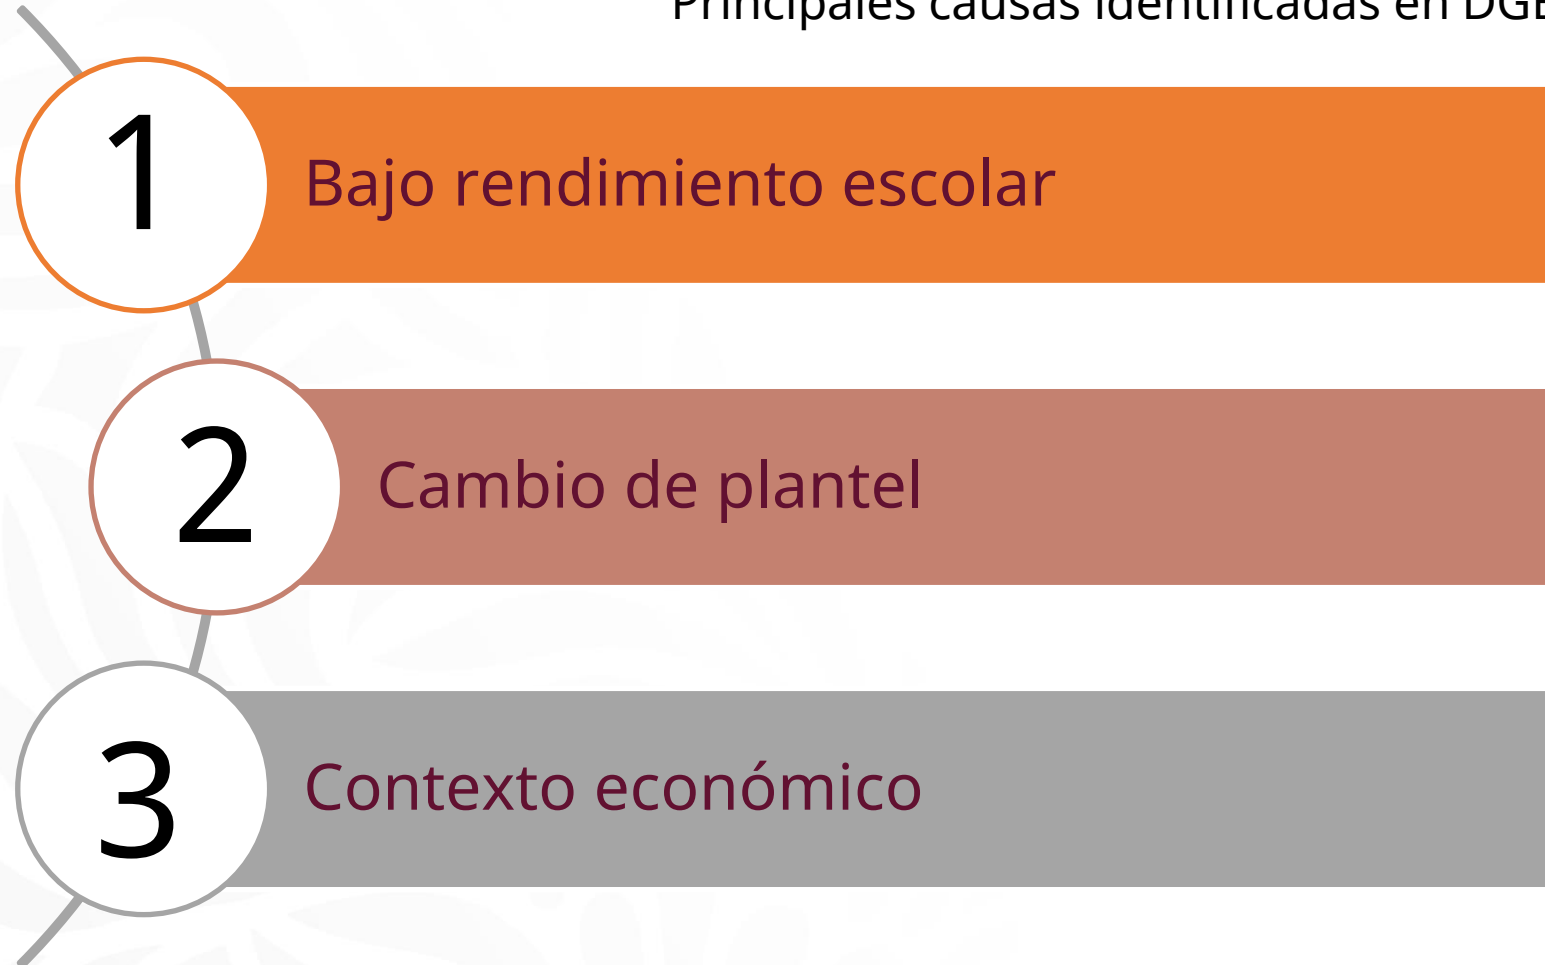 Principales causas identificadas en
1
Bajo rendimiento escolar
2
Cambio de plantel
3
Contexto económico